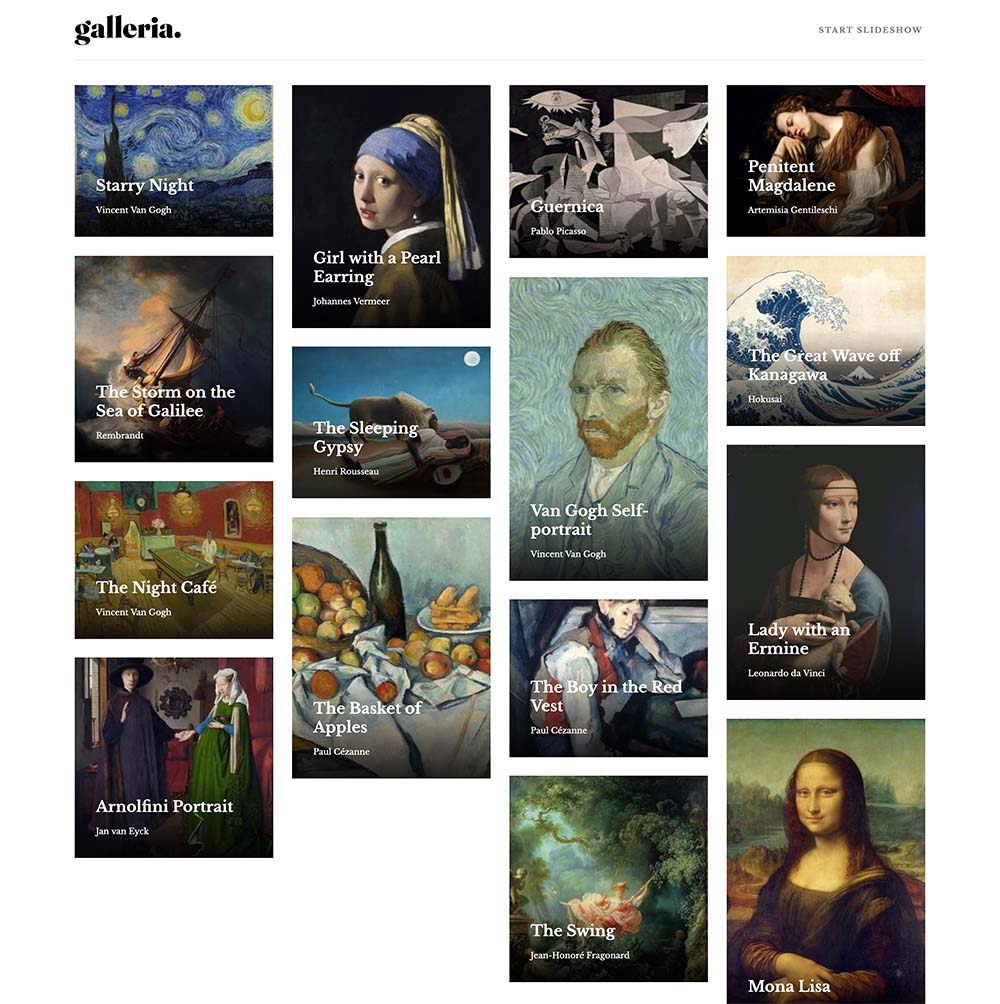 galleria.
START SLIDESHOW
Starry Night
Vincent Van Gogh
The Storm on the
Sea of Galilee
Rembrandt
The Night Café
Vincent Van Gogh
Arnolfini Portrait
Jan van Eyck
Girl with a Pearl
Earring
Johannes Vermeer
The Sleeping
Gypsy
Henri Rousseau
The Basket of
Apples
Paul Cézanne
Guernica
Pablo Picasso
Van Gogh Self-
portrait
Vincent Van Gogh
The Boy in the Red
Vest
Paul Cézanne
The Swing
Jean-Honoré Fragonard
Penitent
Magdalene
Artemisia Gentileschi
The Great Wave off
Kanagawa
Hokusai
Lady with an
Ermine
Leonardo da Vinci
Mona Lisa